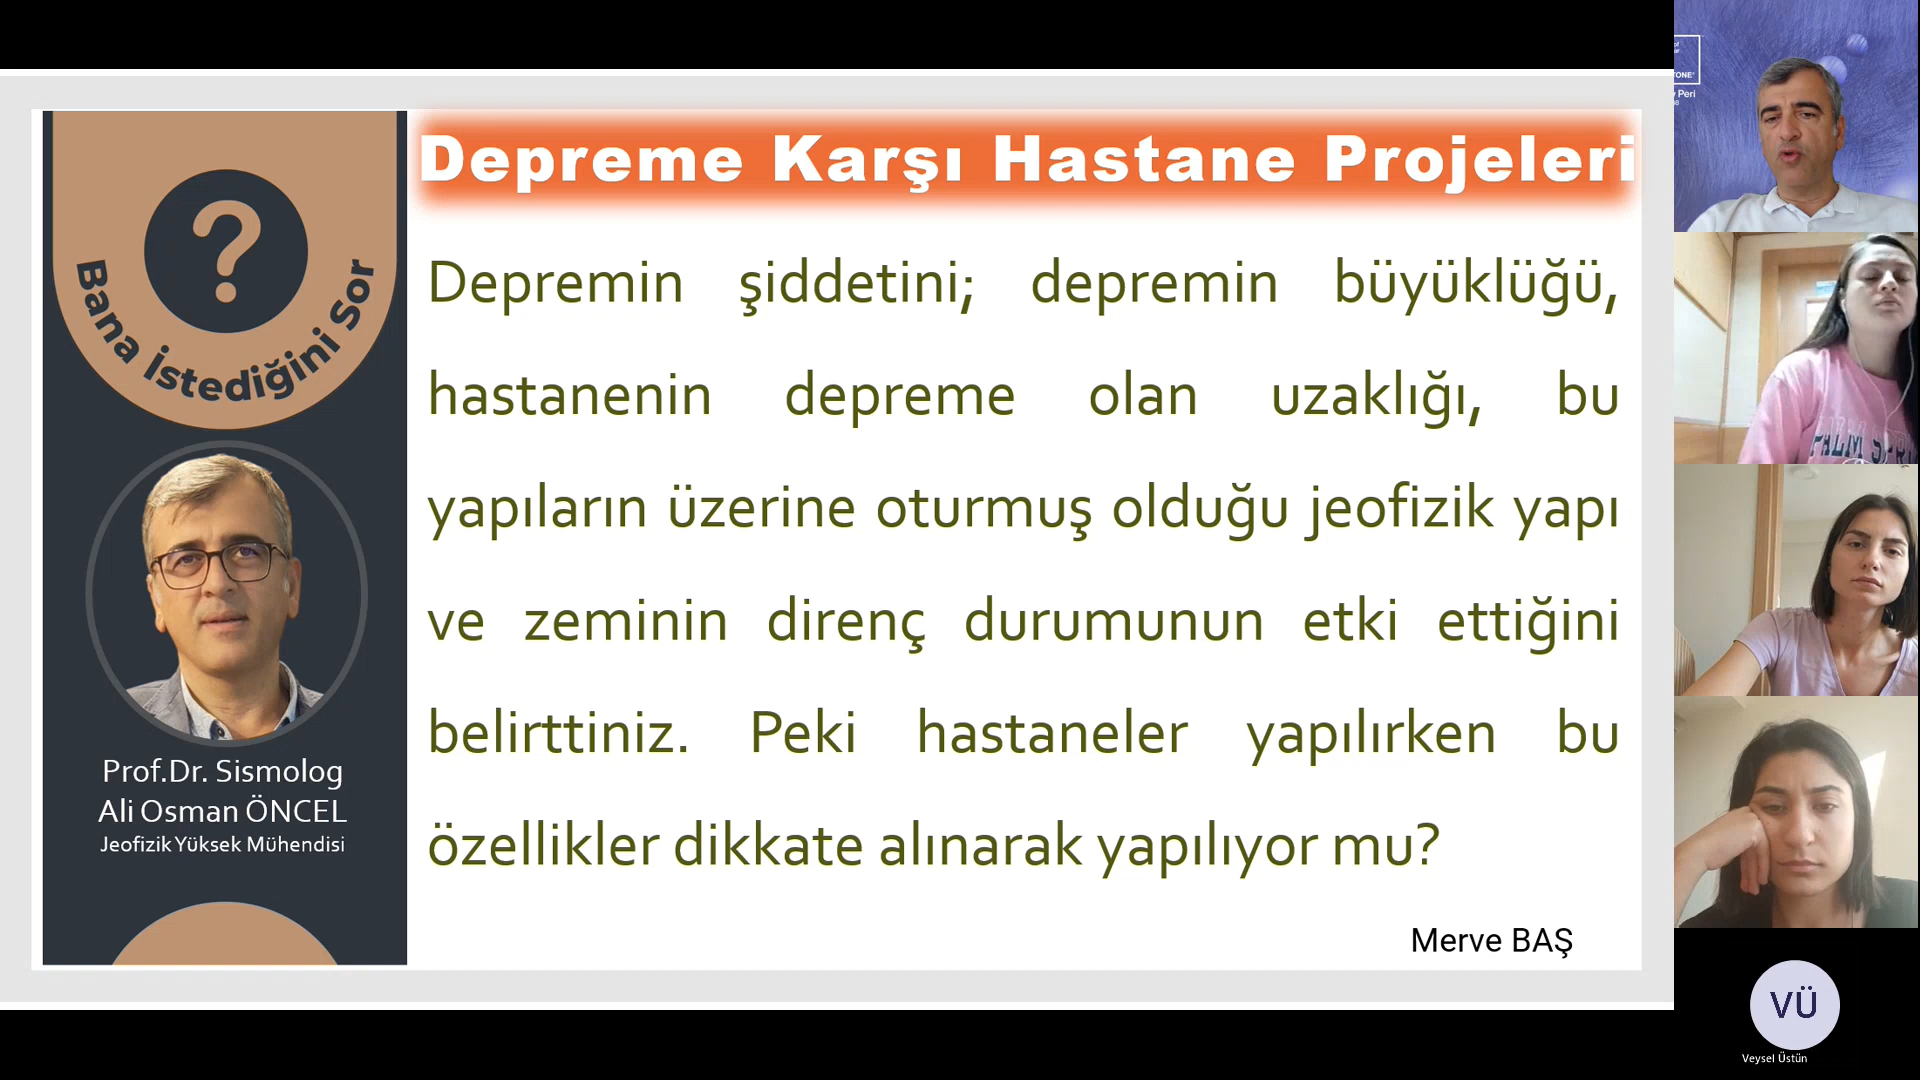 Depreme Karşı Hastane Projeleri
?
Bana İstediğini Sor
Depremin şiddetini; depremin büyüklüğü,
hastanenin depreme olan uzaklığı, bu
yapıların üzerine oturmuş olduğu jeofizik yapı
ve zeminin direnç durumunun etki ettiğini
belirttiniz. Peki hastaneler yapılırken bu
özellikler dikkate alınarak yapılıyor mu?
Merve BAŞ
Prof.Dr. Sismolog
Ali Osman ÖNCEL
Jeofizik Yüksek Mühendisi
Peri
PALM
VÜ
Veysel Üstün